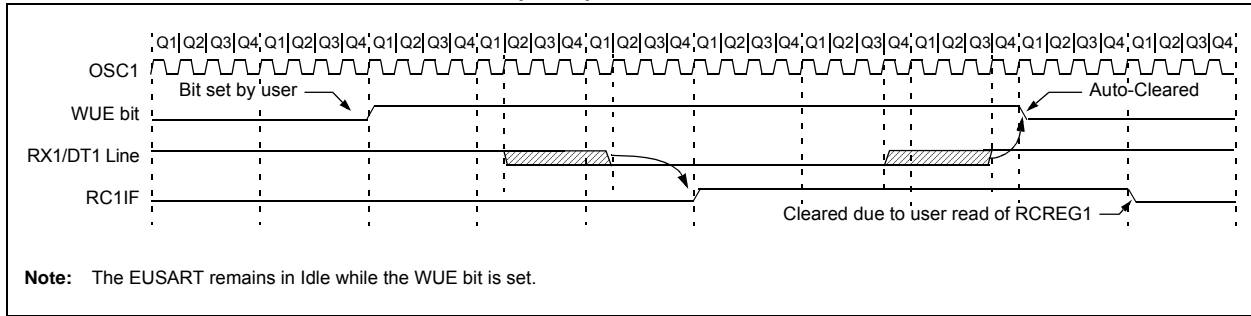 Q1 Q2 Q3 Q4 Q1 Q2 Q3 Q4 Q1 Q2 Q3 Q4 Q1 Q2 Q3 Q4 Q1 Q2 Q3 Q4 Q1 Q2 Q3 Q4 Q1 Q2 Q3 Q4 Q1 Q2 Q3 Q4 Q1 Q2 Q3 Q4 Q1 Q2 Q3 Q4
OSC1
Bit set by user
Auto-Cleared
WUE bit
RX1/DT1 Line
RC1IF
Cleared due to user read of RCREG1
Note: The EUSART remains in Idle while the WUE bit is set.